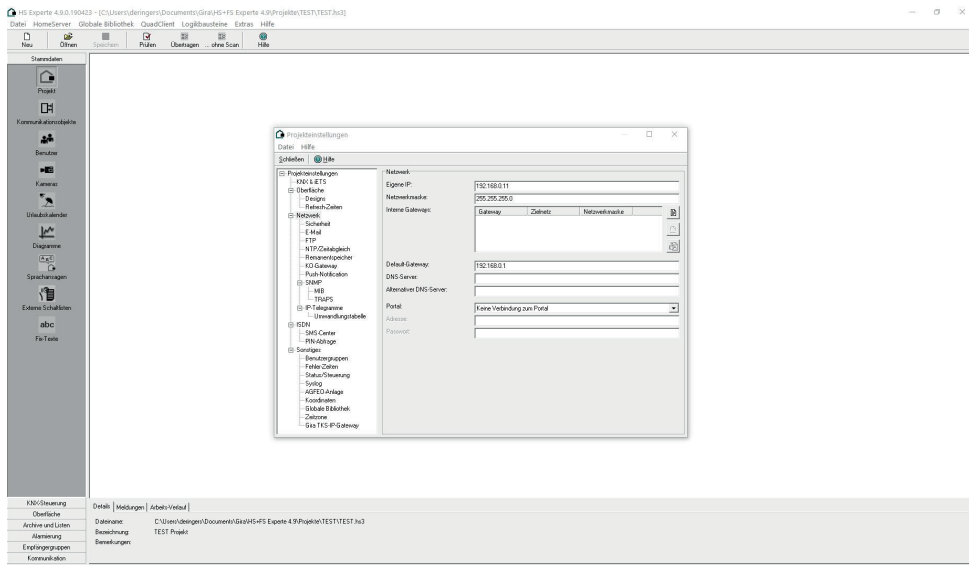 HS Experte 4.9.0.190423 - [C:\Users\deringers\Documents\Gira\HS+FS Experte 4.9\Projekte\TEST\TEST.hs3]
Datei HomeServer Globale Bibliothek QuadClient Logikbausteine Extras Hilfe
Neu Öffnen Speichern Prüfen Übertragen ... ohne Scan Hilfe
Stammdaten
Projekt
Kommunikationsobjekte
Benutzer
Kameras
Urlaubskalender
Diagramme
Sprachansagen
Externe Schaltlisten
abc
Fix-Texte
KNX-Steuerung
Oberfläche
Archive und Listen
Alarmierung
Empfängergruppen
Kommunikation
Projekteinstellungen
Datei Hilfe
Schließen Hilfe
Projekteinstellungen
KNX & iETS
Oberfläche
Designs
Refresh-Zeiten
Netzwerk
Sicherheit
E-Mail
FTP
NTP/Zeitabgleich
Remanentspeicher
KO-Gateway
Push-Notification
SNMP
MIB
TRAPS
IP-Telegramme
Umwandlungstabelle
ISDN
SMS-Center
PIN-Abfrage
Sonstiges
Benutzergruppen
Fehler-Zeiten
Status/Steuerung
Syslog
AGFEO-Anlage
Koordinaten
Globale Bibliothek
Zeitzone
Gira TKS-IP-Gateway
Netzwerk
Eigene IP: 192.168.0.11
Netzwerkmaske: 255.255.255.0
Interne Gateways: Gateway Zielnetz Netzwerkmaske
Default-Gateway: 192.168.0.1
DNS-Server:
Alternativer DNS-Server:
Portal: Keine Verbindung zum Portal
Adresse:
Passwort:
Details Meldungen Arbeits-Verlauf
Dateiname: C:\Users\deringers\Documents\Gira\HS+FS Experte 4.9\Projekte\TEST\TEST.hs3
Bezeichnung: TEST Projekt
Bemerkungen: